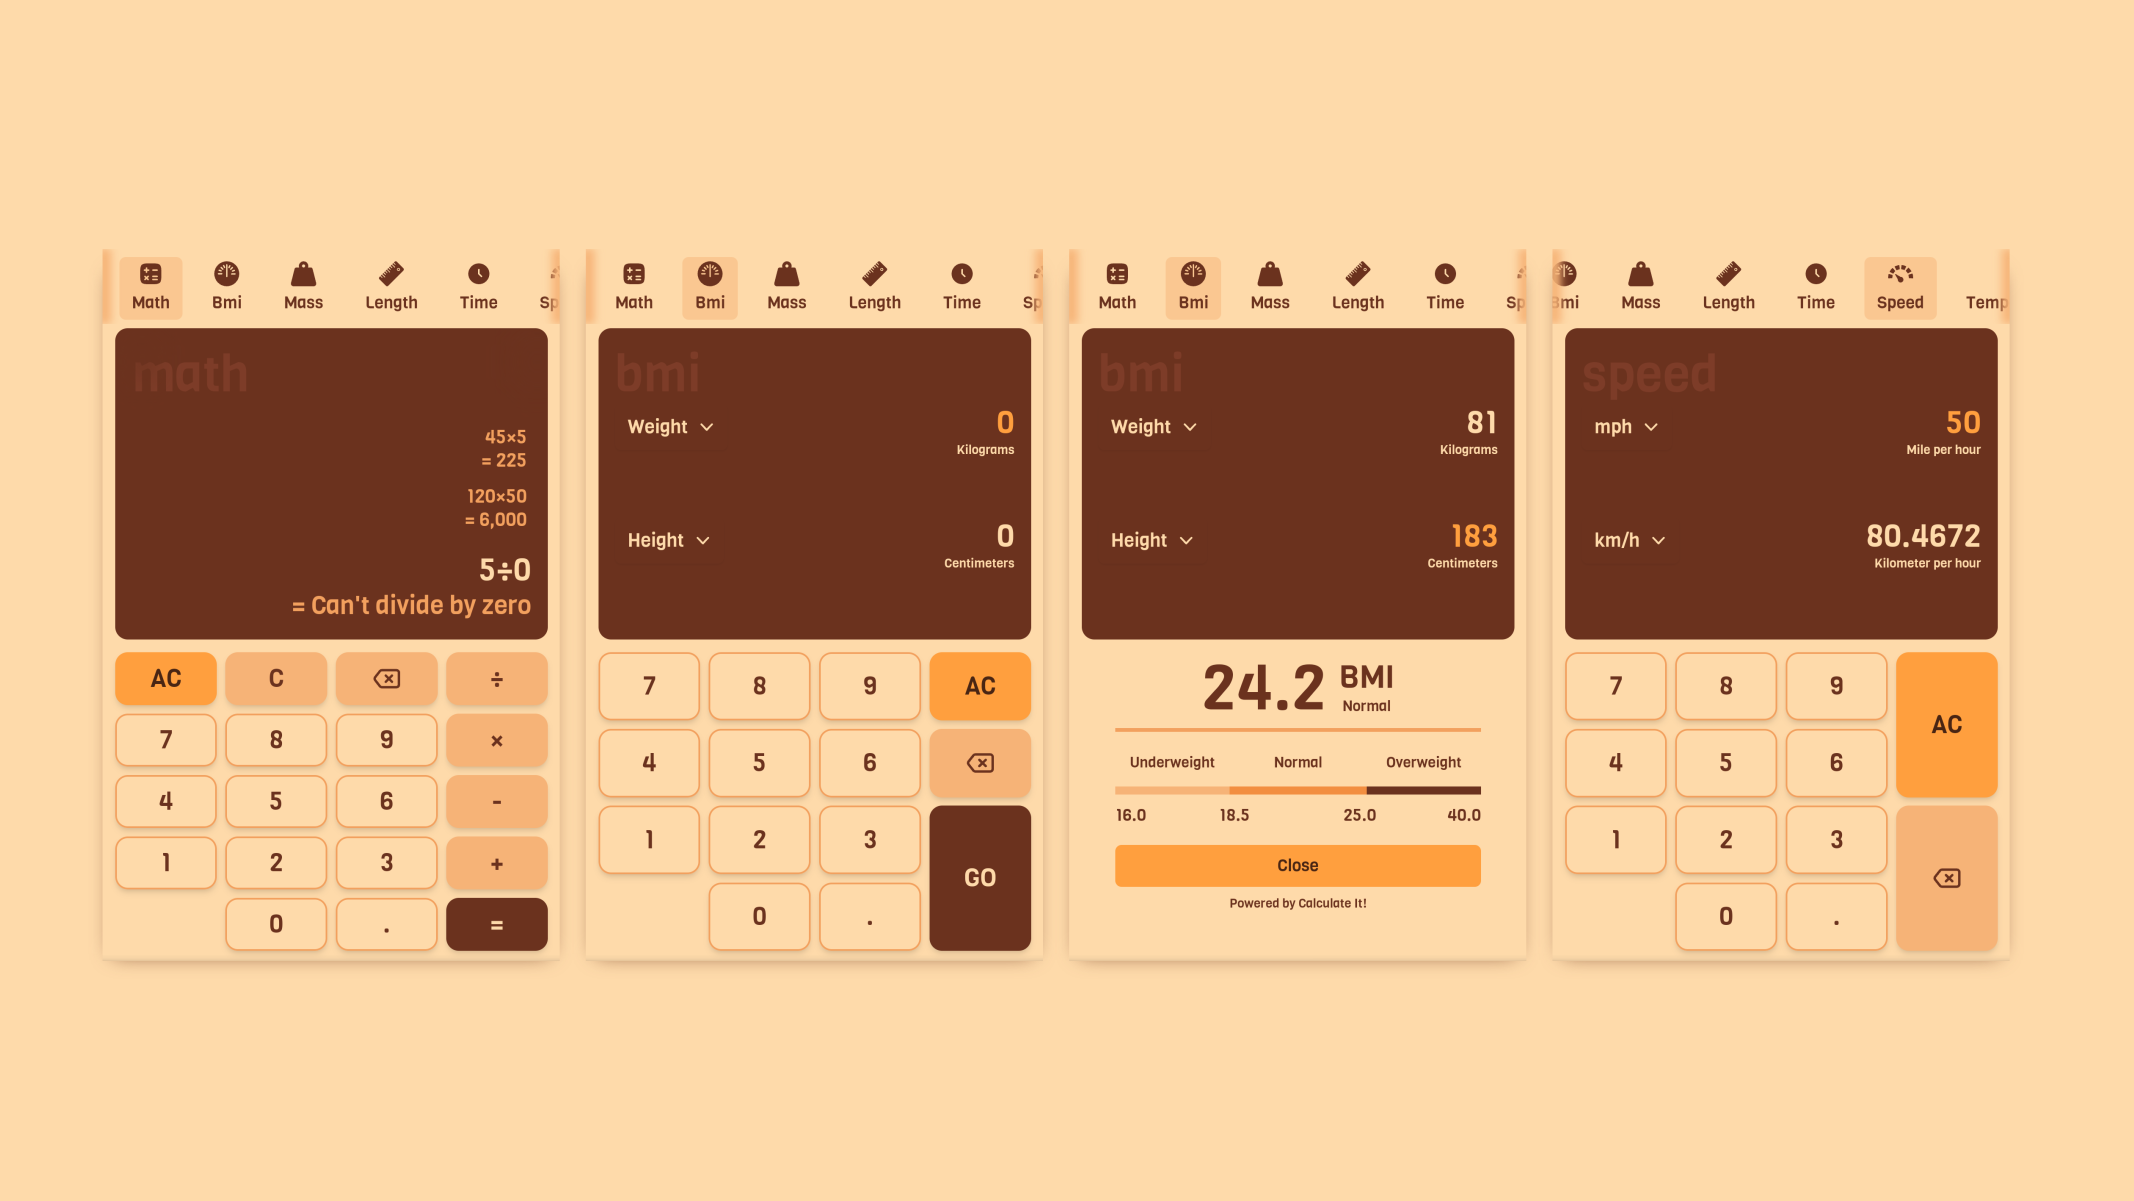 Math Bmi Mass Length Time Sp
math
45×5
= 225
120×50
= 6,000
5÷0
= Can't divide by zero
AC C ÷
7 8 9 ×
4 5 6 -
1 2 3 +
0 . =
Math Bmi Mass Length Time Sp
bmi
Weight 0
Kilograms
Height 0
Centimeters
7 8 9 AC
4 5 6
1 2 3
GO
0 .
Math Bmi Mass Length Time Sp
bmi
Weight 81
Kilograms
Height 183
Centimeters
24.2 BMI
Normal
Underweight Normal Overweight
16.0 18.5 25.0 40.0
Close
Powered by Calculate It!
Bmi Mass Length Time Speed Temp
speed
mph 50
Mile per hour
km/h 80.4672
Kilometer per hour
7 8 9
AC
4 5 6
1 2 3
0 .